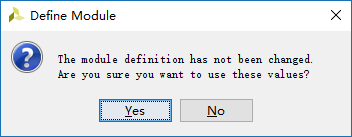 Define Module
The module definition has not been changed.
Are you sure you want to use these values?
Yes
No